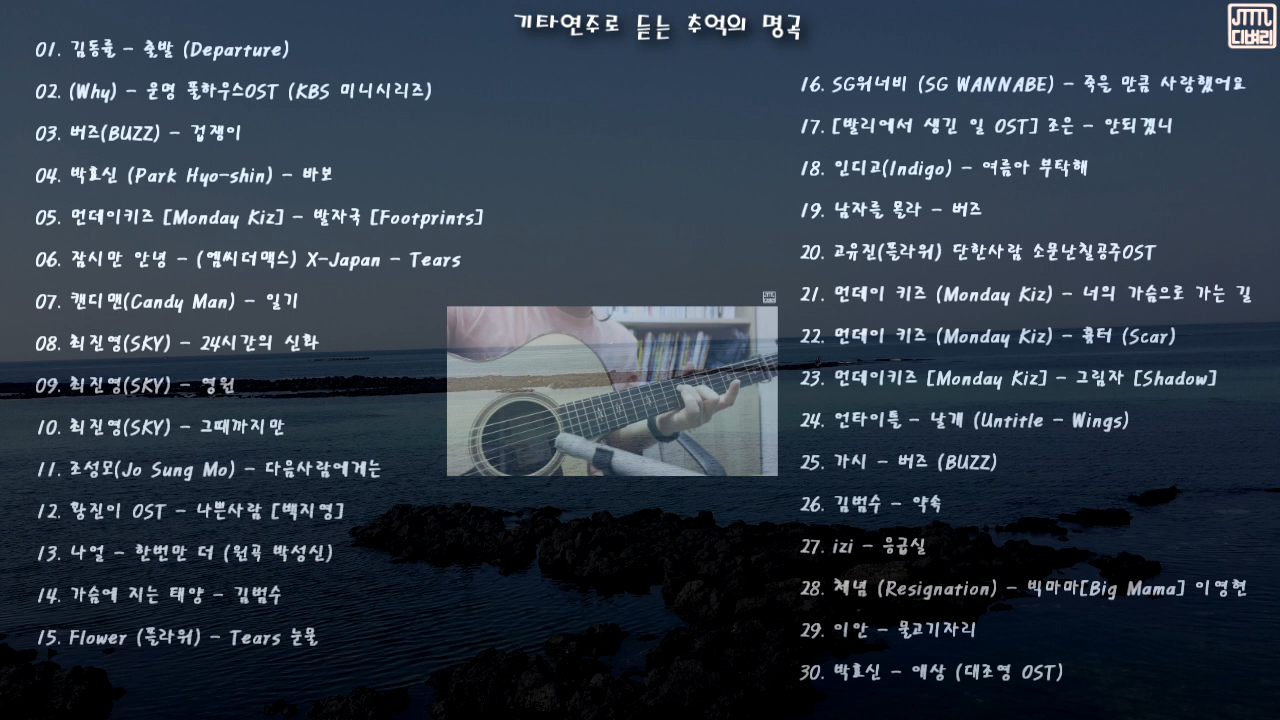 기타연주로 듣는 추억의 명곡
디벼리
01. 김동률 - 출발 (Departure)
02. (Why) - 운명 풀하우스OST (KBS 미니시리즈)
03. 버즈(BUZZ) - 겁쟁이
04. 박효신 (Park Hyo-shin) - 바보
05. 먼데이키즈 [Monday Kiz] - 발자국 [Footprints]
06. 잠시만 안녕 - (엠씨더맥스) X-Japan - Tears
07. 캔디맨(Candy Man) - 일기
08. 최진영(SKY) - 24시간의 신화
09. 최진영(SKY) - 영원
10. 최진영(SKY) - 그때까지만
11. 조성모(Jo Sung Mo) - 다음사람에게는
12. 황진이 OST - 나쁜사람 [백지영]
13. 나얼 - 한번만 더 (원곡 박성신)
14. 가슴에 지는 태양 - 김범수
15. Flower (플라워) - Tears 눈물
16. SG워너비 (SG WANNABE) - 죽을 만큼 사랑했어요
17. [발리에서 생긴 일 OST] 조은 - 안되겠니
18. 인디고(Indigo) - 여름아 부탁해
19. 남자를 몰라 - 버즈
20. 고유진(플라워) 단한사람 소문난칠공주OST
21. 먼데이 키즈 (Monday Kiz) - 너의 가슴으로 가는 길
22. 먼데이 키즈 (Monday Kiz) - 흉터 (Scar)
23. 먼데이키즈 [Monday Kiz] - 그림자 [Shadow]
24. 언타이틀 - 날개 (Untitle - Wings)
25. 가시 - 버즈 (BUZZ)
26. 김범수 - 약속
27. izi - 응급실
28. 체념 (Resignation) - 빅마마[Big Mama] 이영현
29. 이안 - 물고기자리
30. 박효신 - 애상 (대조영 OST)